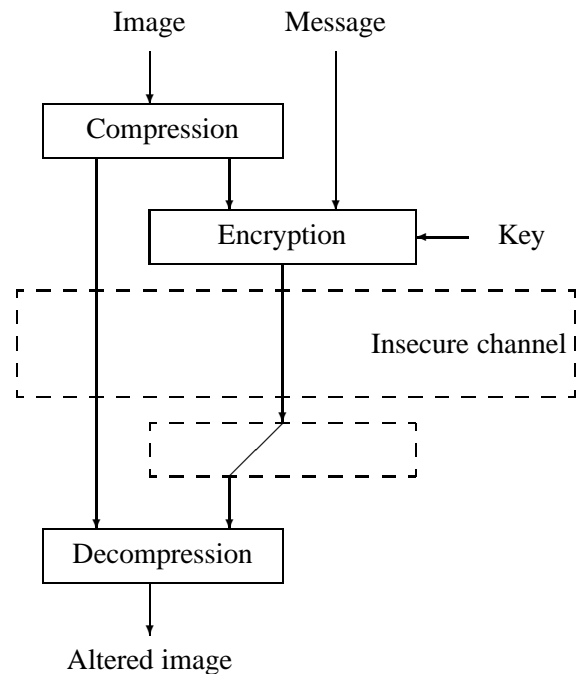 Image
Message
Compression
Encryption
Key
Insecure channel
Decompression
Altered image